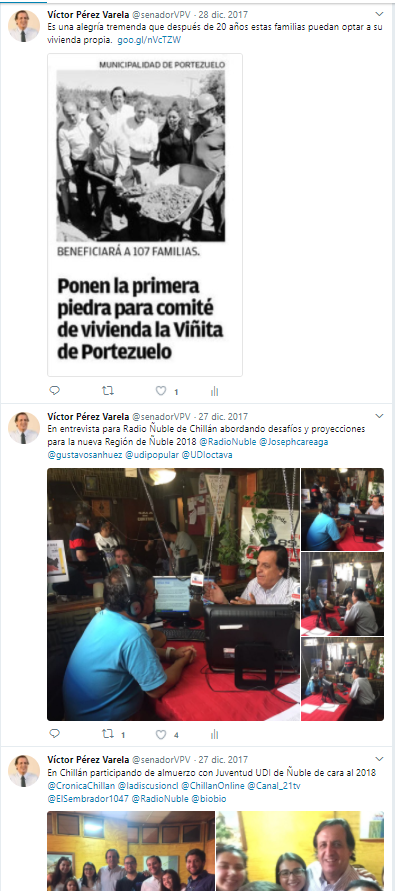 Víctor Pérez Varela @senadorVPV · 28 dic. 2017
Es una alegría tremenda que después de 20 años estas familias puedan optar a su
vivienda propia. goo.gl/nVcTZW
MUNICIPALIDAD DE PORTEZUELO
BENEFICIARÁ A 107 FAMILIAS.
Ponen la primera
piedra para comité
de vivienda la Viñita
de Portezuelo
1
Víctor Pérez Varela @senadorVPV · 27 dic. 2017
En entrevista para Radio Ñuble de Chillán abordando desafíos y proyecciones
para la nueva Región de Ñuble 2018 @RadioNuble @Josephcareaga
@gustavosanhuez @udipopular @UDIoctava
1 4
Víctor Pérez Varela @senadorVPV · 27 dic. 2017
En Chillán participando de almuerzo con Juventud UDI de Ñuble de cara al 2018
@CronicaChillan @ladiscusioncl @ChillanOnline @Canal_21tv
@ElSembrador1047 @RadioNuble @biobio